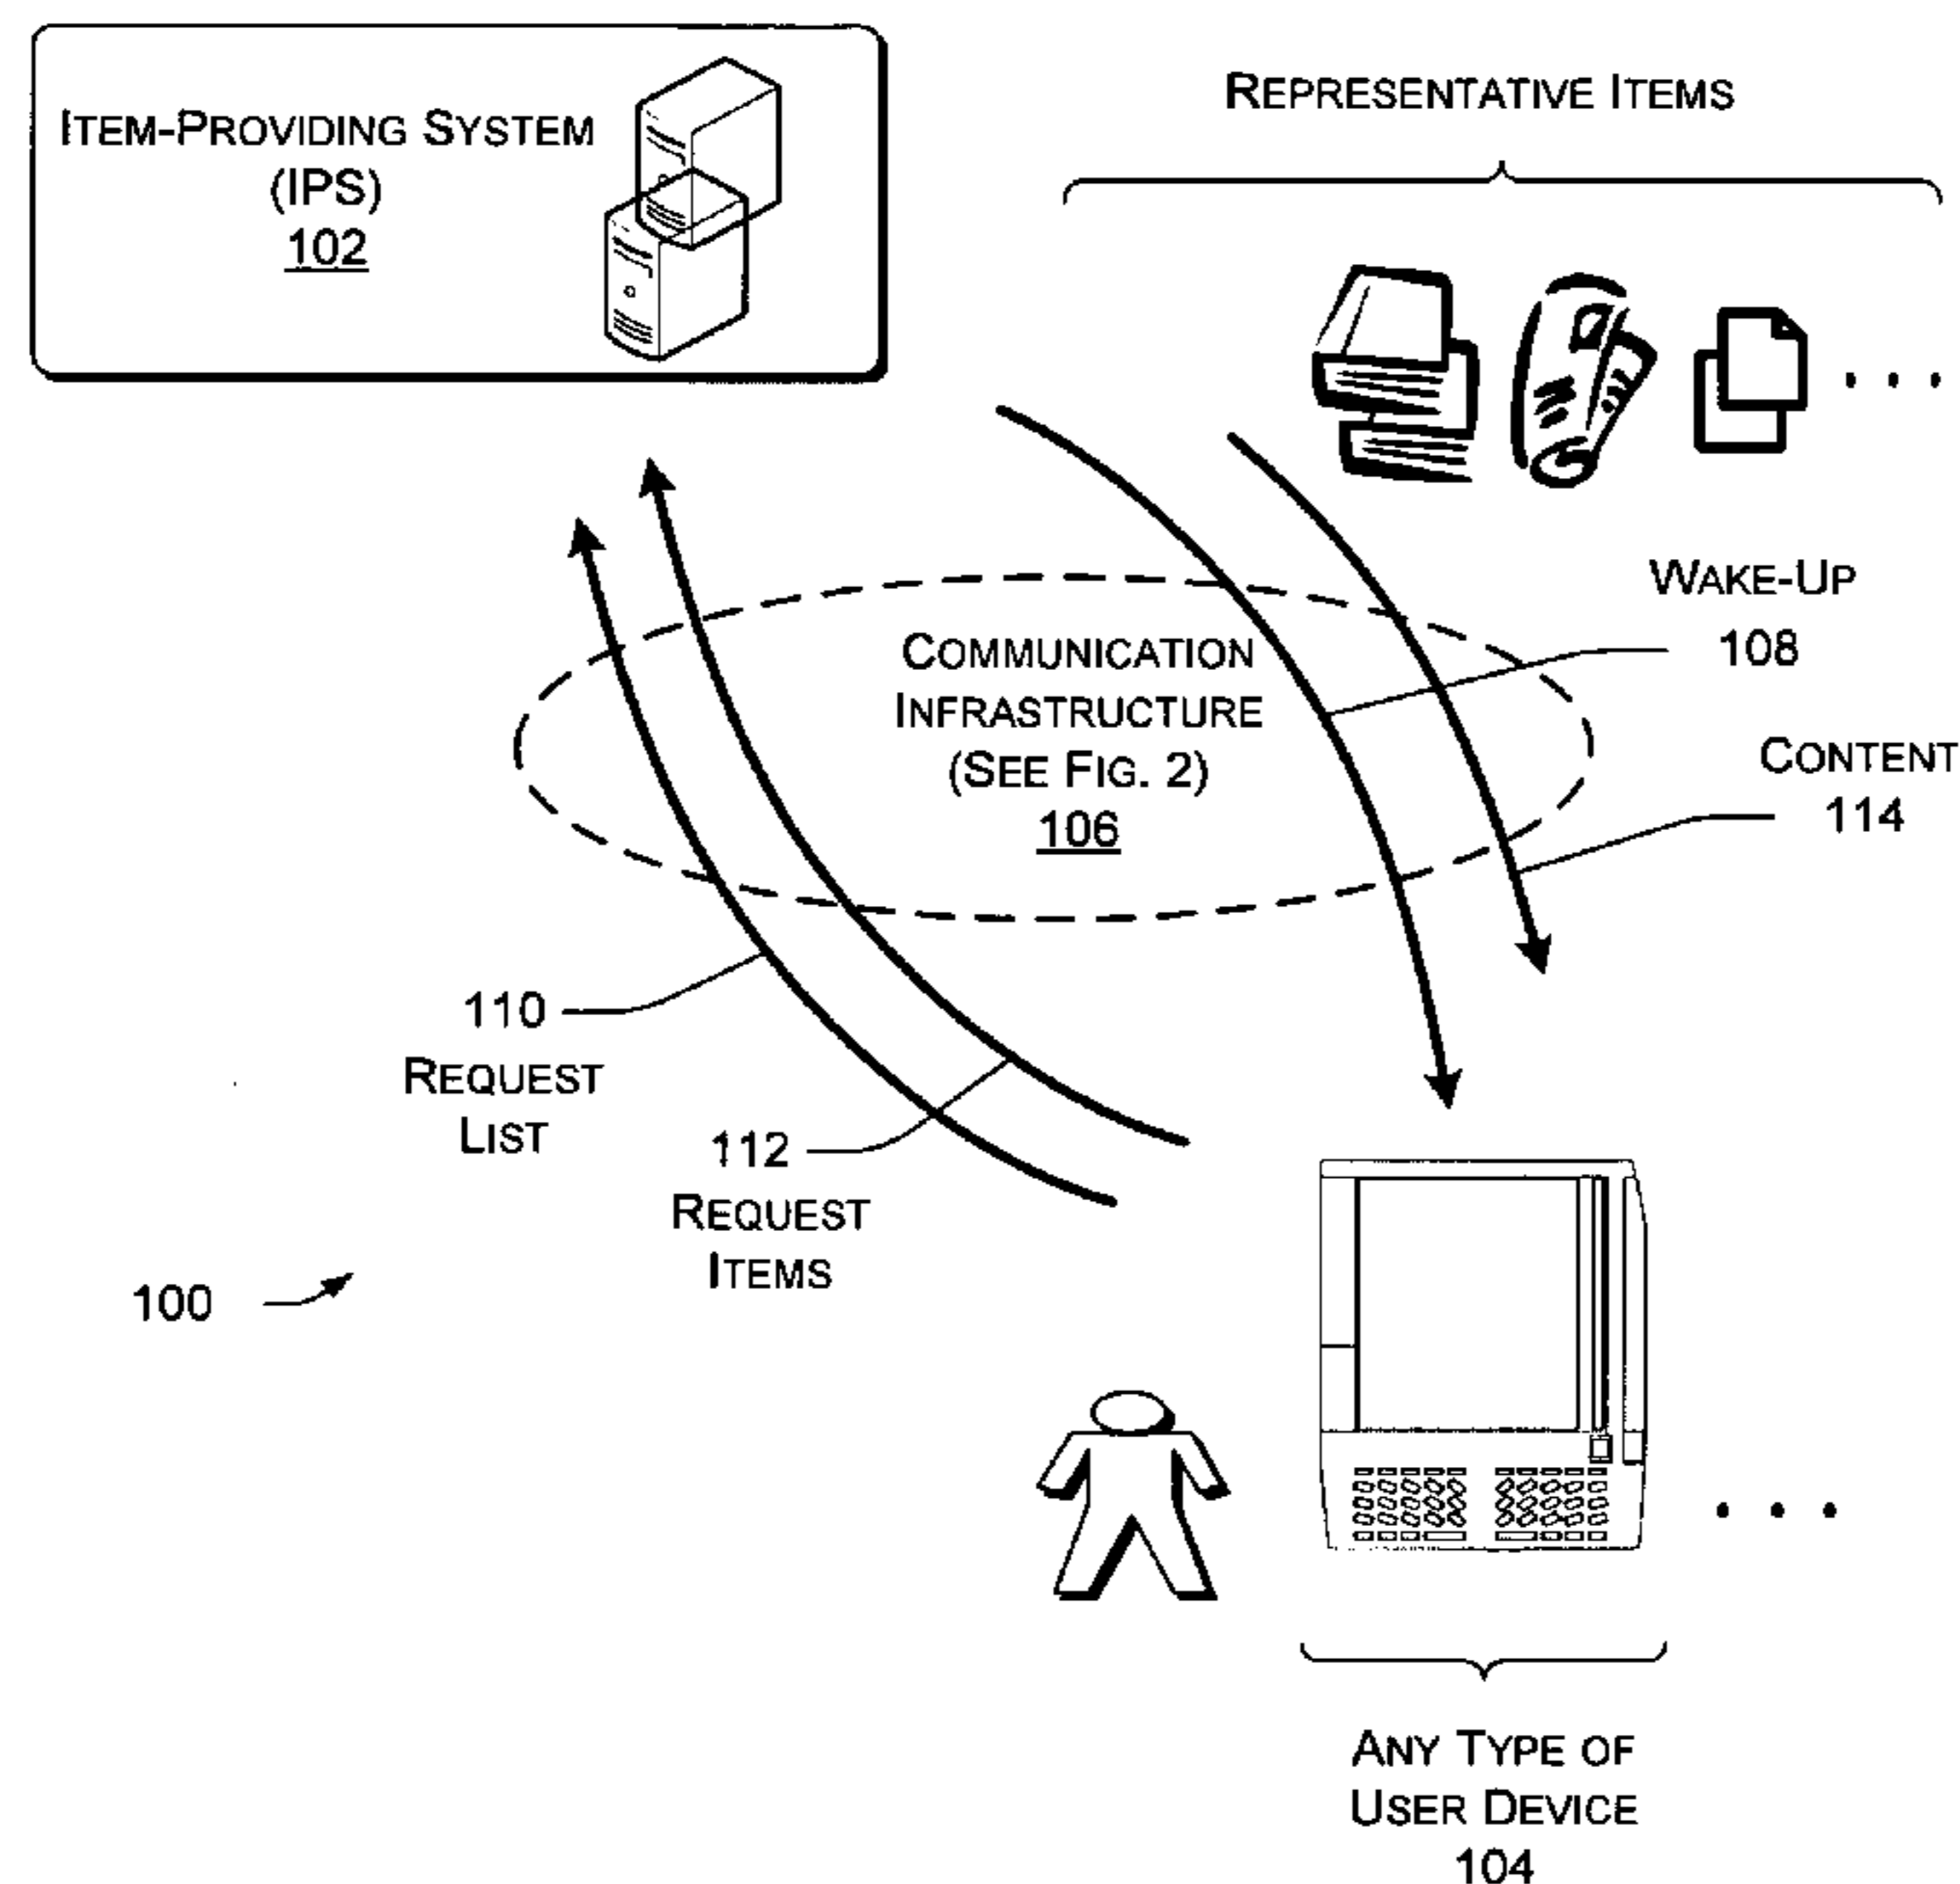 ITEM-PROVIDING SYSTEM
(IPS)
102
REPRESENTATIVE ITEMS
WAKE-UP
108
COMMUNICATION
INFRASTRUCTURE
(SEE FIG. 2)
106
CONTENT
114
110
REQUEST
LIST
112
REQUEST
ITEMS
100
ANY TYPE OF
USER DEVICE
104